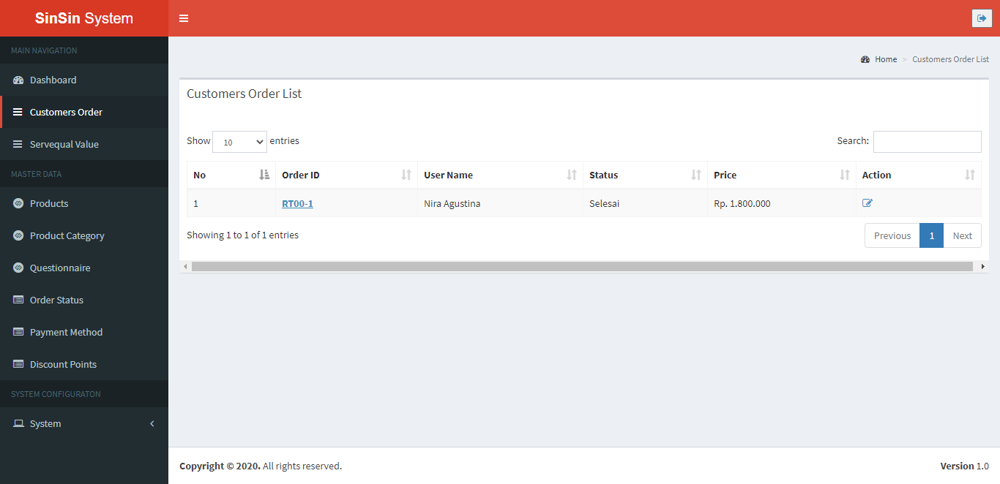 SinSin System
MAIN NAVIGATION
Dashboard
Customers Order
Servequal Value
MASTER DATA
Products
Product Category
Questionnaire
Order Status
Payment Method
Discount Points
SYSTEM CONFIGURATON
System
Home > Customers Order List
Customers Order List
Show 10 entries Search:
No Order ID User Name Status Price Action
1 RT00-1 Nira Agustina Selesai Rp. 1.800.000
Showing 1 to 1 of 1 entries Previous 1 Next
Copyright © 2020. All rights reserved. Version 1.0